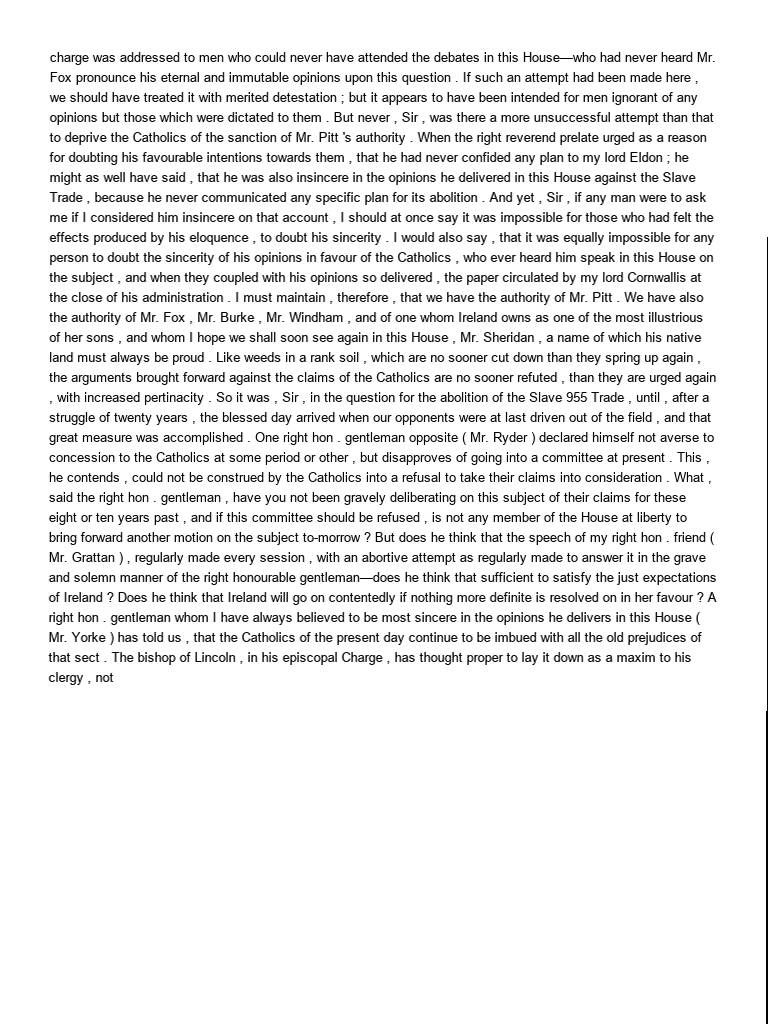 charge was addressed to men who could never have attended the debates in this House—who had never heard Mr.
Fox pronounce his eternal and immutable opinions upon this question . If such an attempt had been made here ,
we should have treated it with merited detestation ; but it appears to have been intended for men ignorant of any
opinions but those which were dictated to them . But never , Sir , was there a more unsuccessful attempt than that
to deprive the Catholics of the sanction of Mr. Pitt 's authority . When the right reverend prelate urged as a reason
for doubting his favourable intentions towards them , that he had never confided any plan to my lord Eldon ; he
might as well have said , that he was also insincere in the opinions he delivered in this House against the Slave
Trade , because he never communicated any specific plan for its abolition . And yet , Sir , if any man were to ask
me if I considered him insincere on that account , I should at once say it was impossible for those who had felt the
effects produced by his eloquence , to doubt his sincerity . I would also say , that it was equally impossible for any
person to doubt the sincerity of his opinions in favour of the Catholics , who ever heard him speak in this House on
the subject , and when they coupled with his opinions so delivered , the paper circulated by my lord Cornwallis at
the close of his administration . I must maintain , therefore , that we have the authority of Mr. Pitt . We have also
the authority of Mr. Fox , Mr. Burke , Mr. Windham , and of one whom Ireland owns as one of the most illustrious
of her sons , and whom I hope we shall soon see again in this House , Mr. Sheridan , a name of which his native
land must always be proud . Like weeds in a rank soil , which are no sooner cut down than they spring up again ,
the arguments brought forward against the claims of the Catholics are no sooner refuted , than they are urged again
, with increased pertinacity . So it was , Sir , in the question for the abolition of the Slave 955 Trade , until , after a
struggle of twenty years , the blessed day arrived when our opponents were at last driven out of the field , and that
great measure was accomplished . One right hon . gentleman opposite ( Mr. Ryder ) declared himself not averse to
concession to the Catholics at some period or other , but disapproves of going into a committee at present . This ,
he contends , could not be construed by the Catholics into a refusal to take their claims into consideration . What ,
said the right hon . gentleman , have you not been gravely deliberating on this subject of their claims for these
eight or ten years past , and if this committee should be refused , is not any member of the House at liberty to
bring forward another motion on the subject to-morrow ? But does he think that the speech of my right hon . friend (
Mr. Grattan ) , regularly made every session , with an abortive attempt as regularly made to answer it in the grave
and solemn manner of the right honourable gentleman—does he think that sufficient to satisfy the just expectations
of Ireland ? Does he think that Ireland will go on contentedly if nothing more definite is resolved on in her favour ? A
right hon . gentleman whom I have always believed to be most sincere in the opinions he delivers in this House (
Mr. Yorke ) has told us , that the Catholics of the present day continue to be imbued with all the old prejudices of
that sect . The bishop of Lincoln , in his episcopal Charge , has thought proper to lay it down as a maxim to his
clergy , not